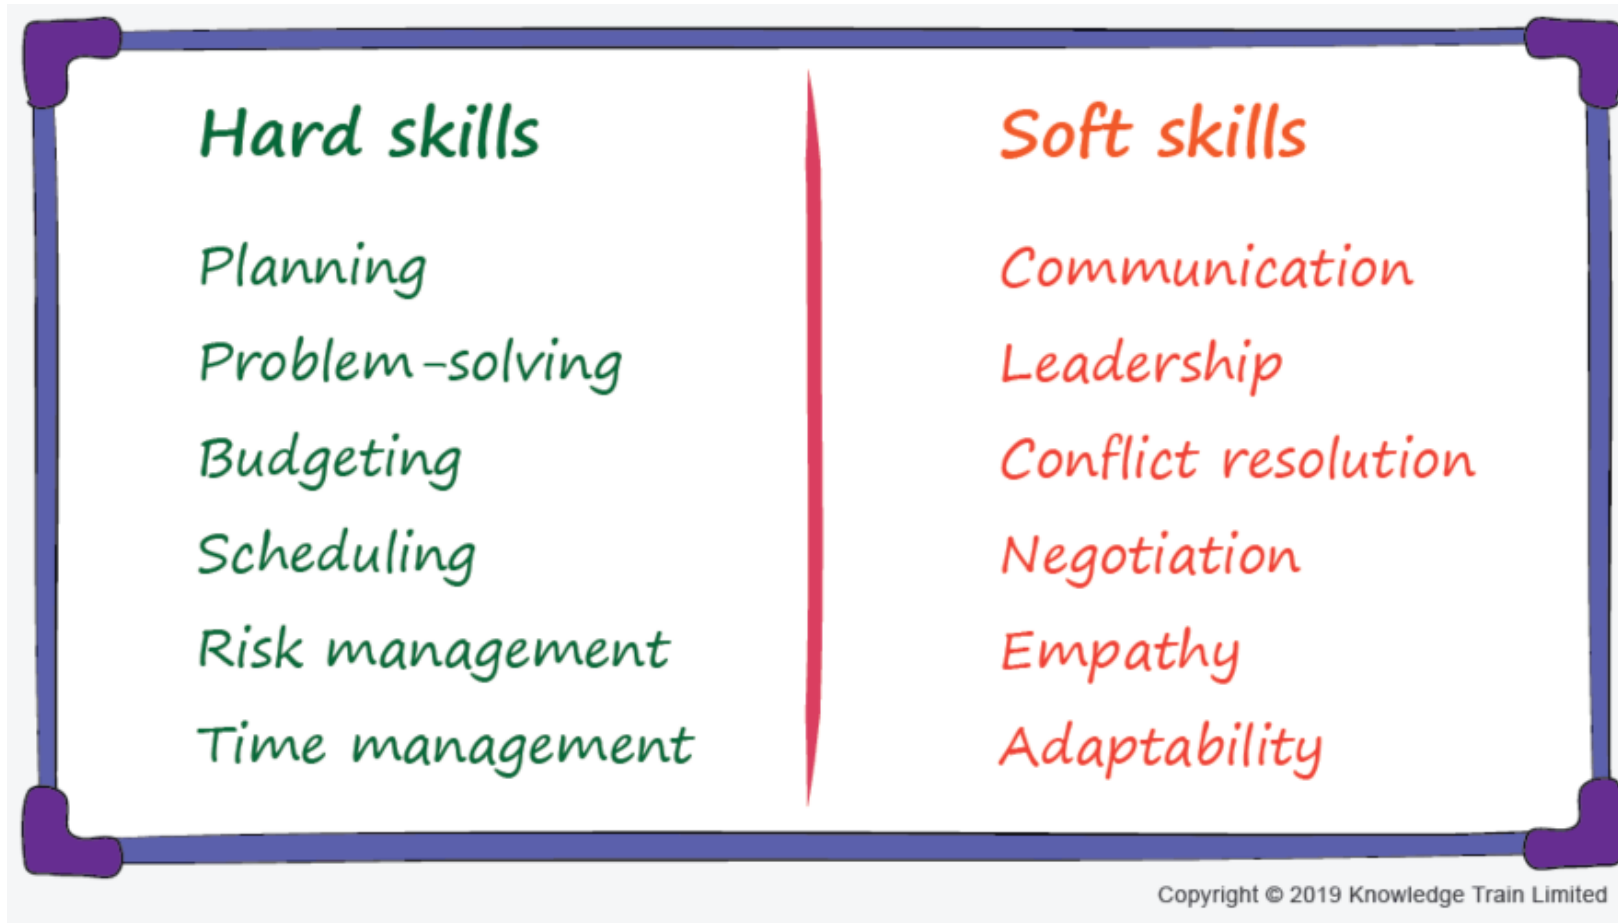 Hard skills
Planning
Problem-solving
Budgeting
Scheduling
Risk management
Time management
Soft skills
Communication
Leadership
Conflict resolution
Negotiation
Empathy
Adaptability
Copyright © 2019 Knowledge Train Limited